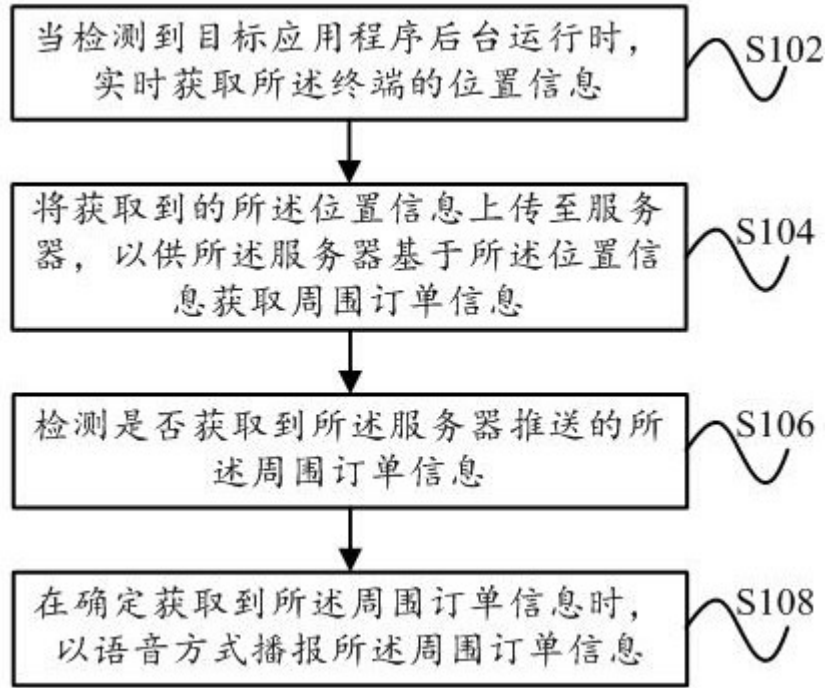 当检测到目标应用程序后台运行时，
实时获取所述终端的位置信息
S102
将获取到的所述位置信息上传至服务
器，以供所述服务器基于所述位置信
息获取周围订单信息
S104
检测是否获取到所述服务器推送的所
述周围订单信息
S106
在确定获取到所述周围订单信息时，
以语音方式播报所述周围订单信息
S108